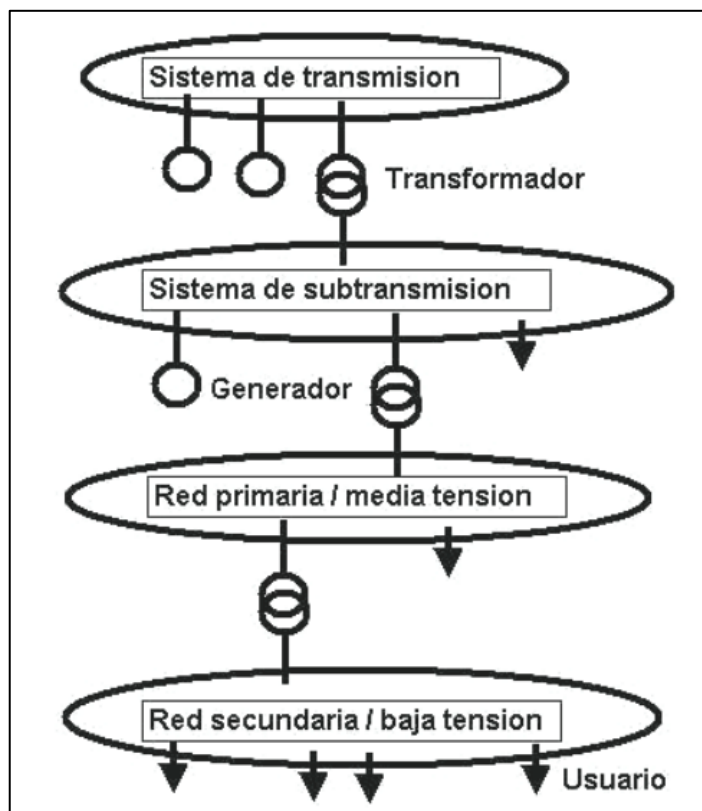 Sistema de transmision
Transformador
Sistema de subtransmision
Generador
Red primaria / media tension
Red secundaria / baja tension
Usuario